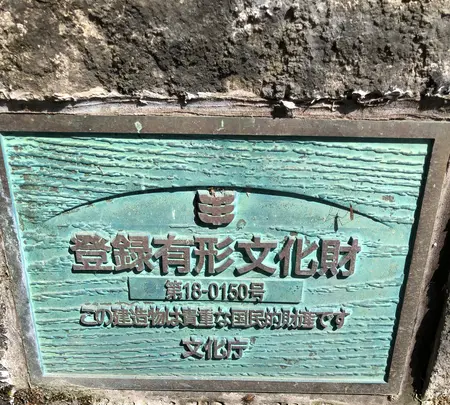 登録有形文化財
第18-0150号
この建造物は貴重な国民的財産です
文化庁